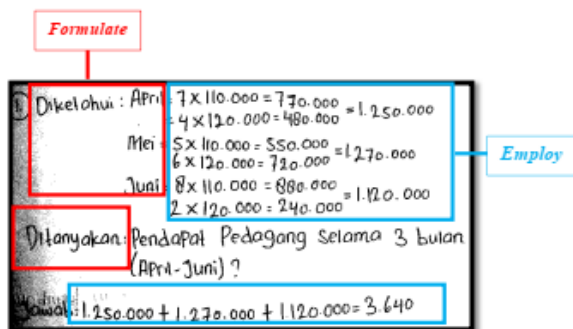 Formulate
1. Diketahui : April = 7 x 110.000 = 770.000
= 4 x 120.000 = 480.000 = 1.250.000
Mei = 5 x 110.000 = 550.000
6 x 120.000 = 720.000 = 1.270.000
Employ
Juni = 8 x 110.000 = 880.000
2 x 120.000 = 240.000 = 1.120.000
Ditanyakan : Pendapat Pedagang Selama 3 bulan
(April - Juni) ?
Jawab : 1.250.000 + 1.270.000 + 1.120.000 = 3.640